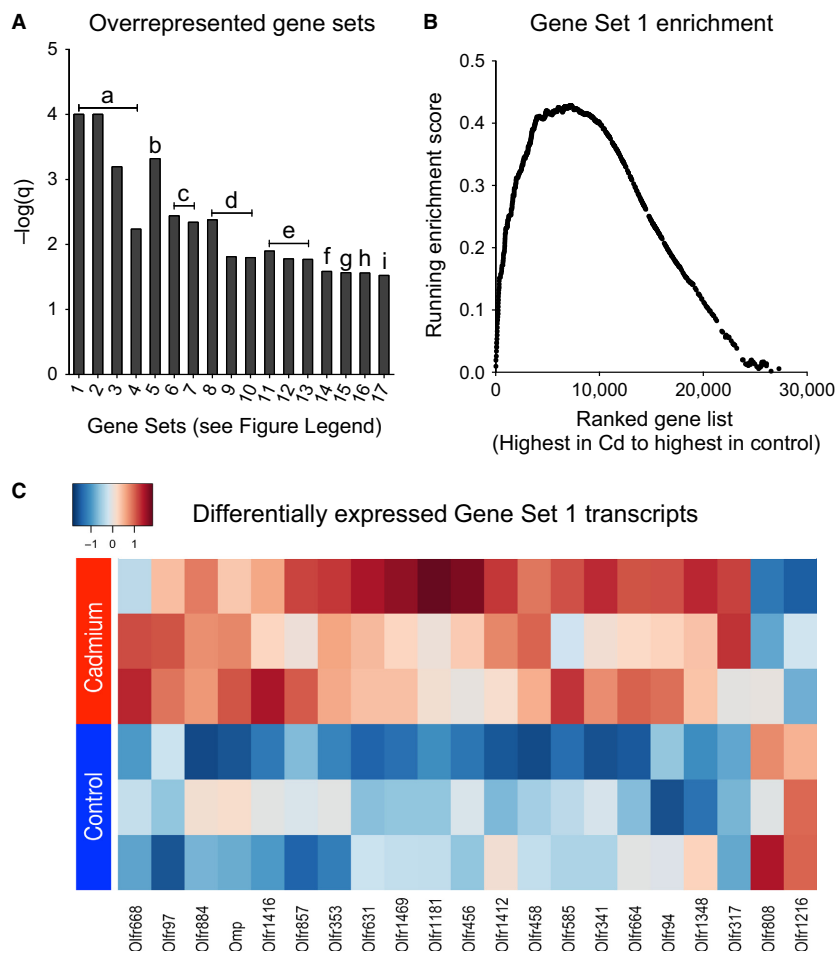 A
Overrepresented gene sets
5
4
3
2
1
0
−log(q)
a
b
c
d
e
f
g
h
i
1
2
3
4
5
6
7
8
9
10
11
12
13
14
15
16
17
Gene Sets (see Figure Legend)
B
Gene Set 1 enrichment
0.5
0.4
0.3
0.2
0.1
0.0
Running enrichment score
0
10,000
20,000
30,000
Ranked gene list
(Highest in Cd to highest in control)
C
−1 0 1
Differentially expressed Gene Set 1 transcripts
Cadmium
Control
Olfr668
Olfr97
Olfr884
Omp
Olfr1416
Olfr857
Olfr353
Olfr631
Olfr1469
Olfr1181
Olfr456
Olfr1412
Olfr458
Olfr585
Olfr341
Olfr664
Olfr94
Olfr1348
Olfr317
Olfr808
Olfr1216